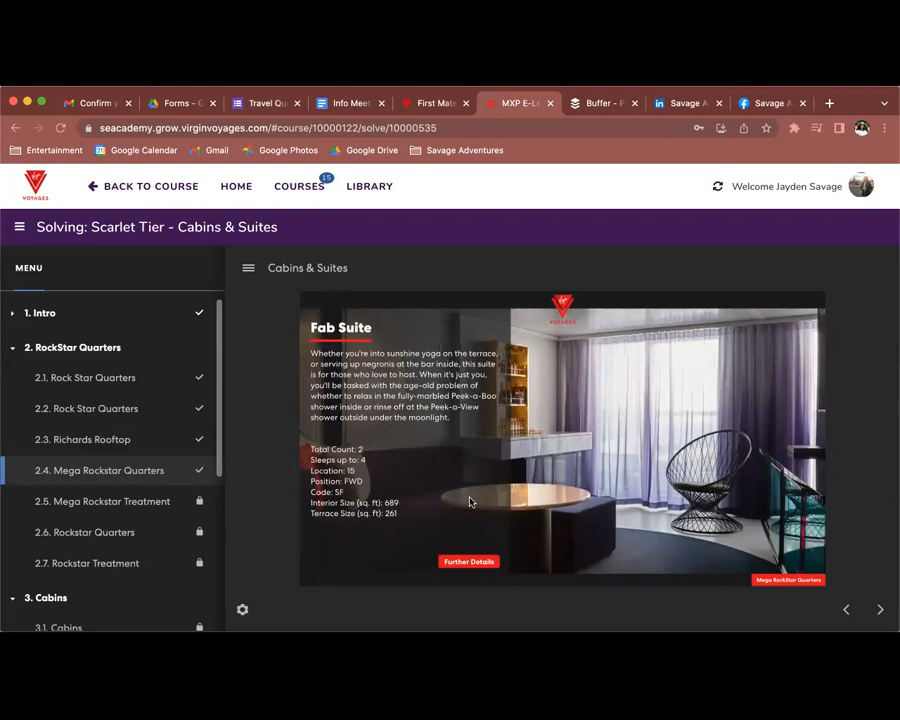 Confirm y
Forms - C
Travel Qu
Info Meet
First Mate
MXP E-Le
Buffer - P
Savage A
Savage A
seacademy.grow.virginvoyages.com/#course/10000122/solve/10000535
Entertainment
Google Calendar
Gmail
Google Photos
Google Drive
Savage Adventures
VOYAGES
BACK TO COURSE
HOME
COURSES
15
LIBRARY
Welcome Jayden Savage
Solving: Scarlet Tier - Cabins & Suites
MENU
1. Intro
2. RockStar Quarters
2.1. Rock Star Quarters
2.2. Rock Star Quarters
2.3. Richards Rooftop
2.4. Mega Rockstar Quarters
2.5. Mega Rockstar Treatment
2.6. Rockstar Quarters
2.7. Rockstar Treatment
3. Cabins
3.1. Cabins
Cabins & Suites
VOYAGES
Fab Suite
Whether you're into sunshine yoga on the terrace,
or serving up negronis at the bar inside, this suite
is for those who love to host. When it's just you,
you'll be tasked with the age-old problem of
whether to relax in the fully-marbled Peek-a-Boo
shower inside or rinse off at the Peek-a-View
shower outside under the moonlight.
Total Count: 2
Sleeps up to: 4
Location: 15
Position: FWD
Code: SF
Interior Size (sq. ft): 689
Terrace Size (sq. ft): 261
Further Details
Mega RockStar Quarters